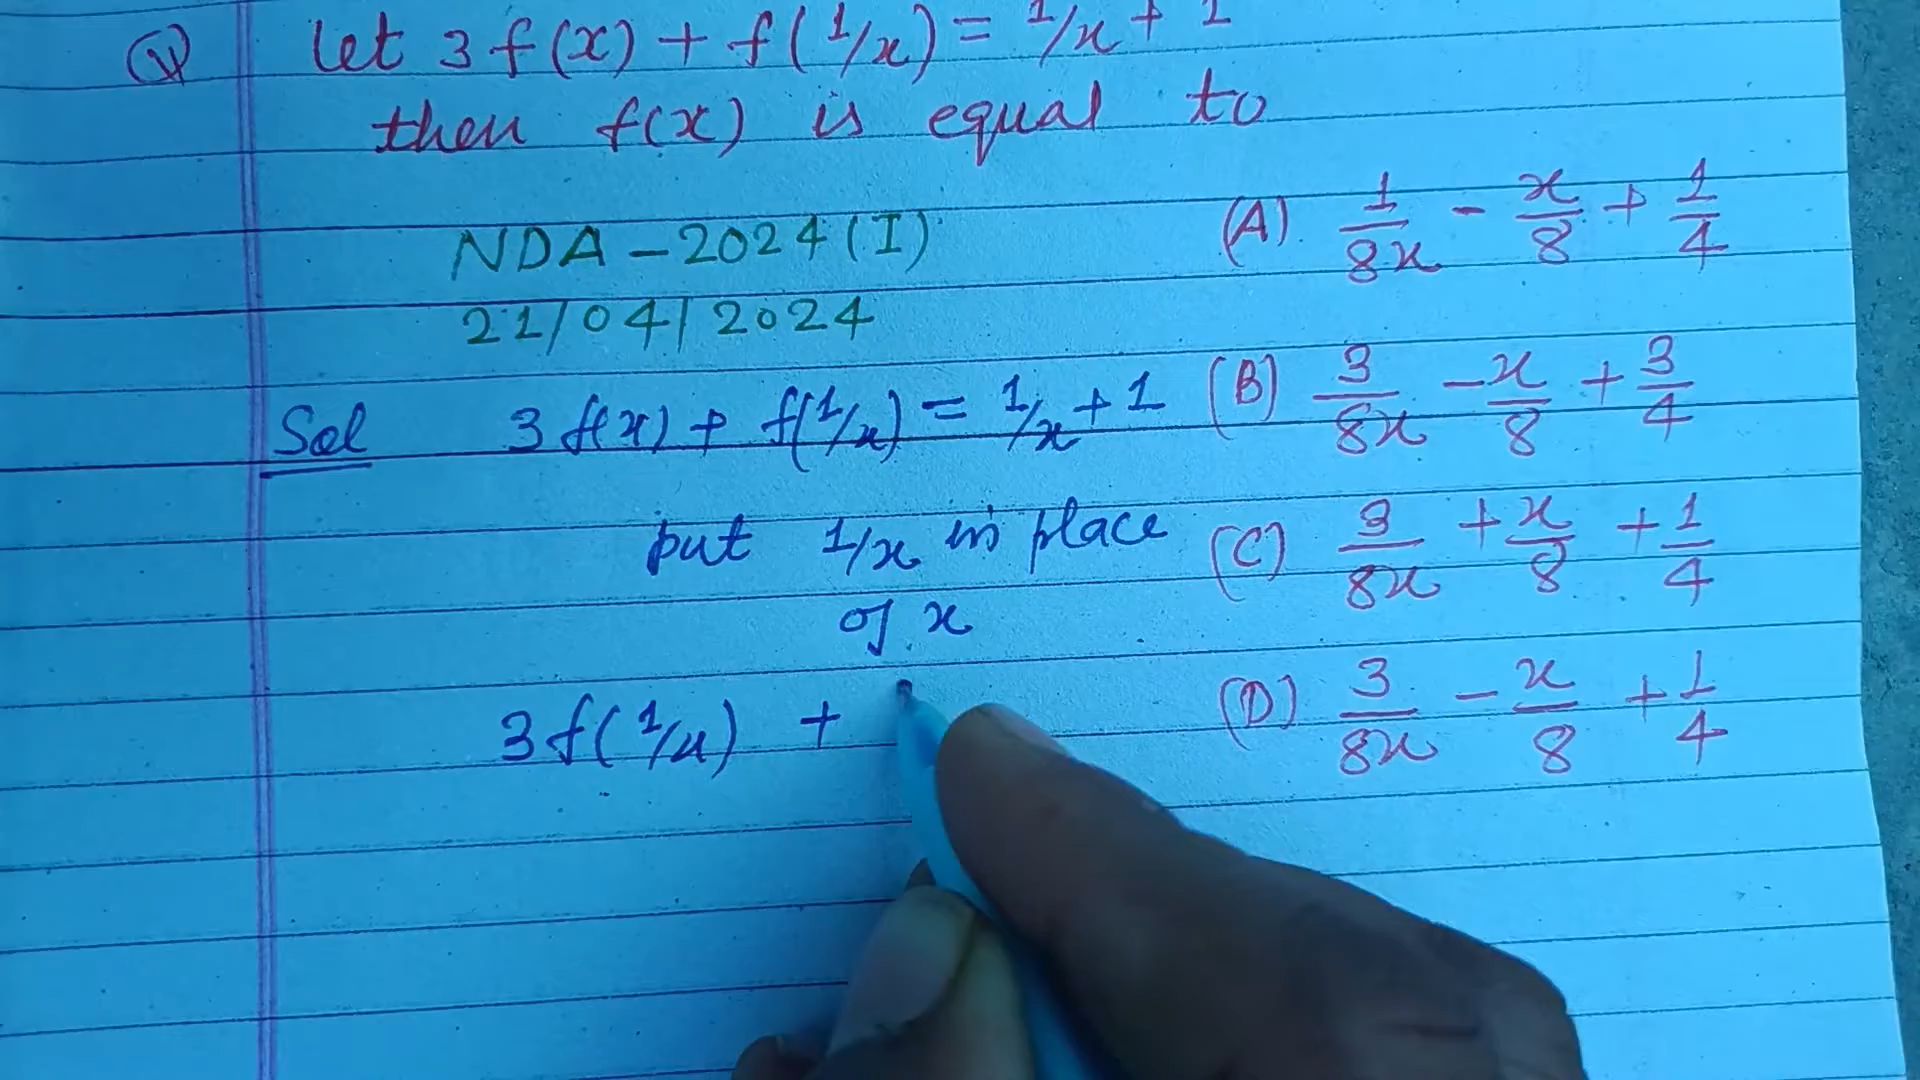 Q let 3f(x) + f(1/x) = 1/x + 1
then f(x) is equal to
NDA - 2024 (I)
21/04/2024
(A) 1/8x - x/8 + 1/4
(B) 3/8x - x/8 + 3/4
(C) 3/8x + x/8 + 1/4
(D) 3/8x - x/8 + 1/4
Sol 3f(x) + f(1/x) = 1/x + 1
put 1/x in place
of x
3f(1/x) +